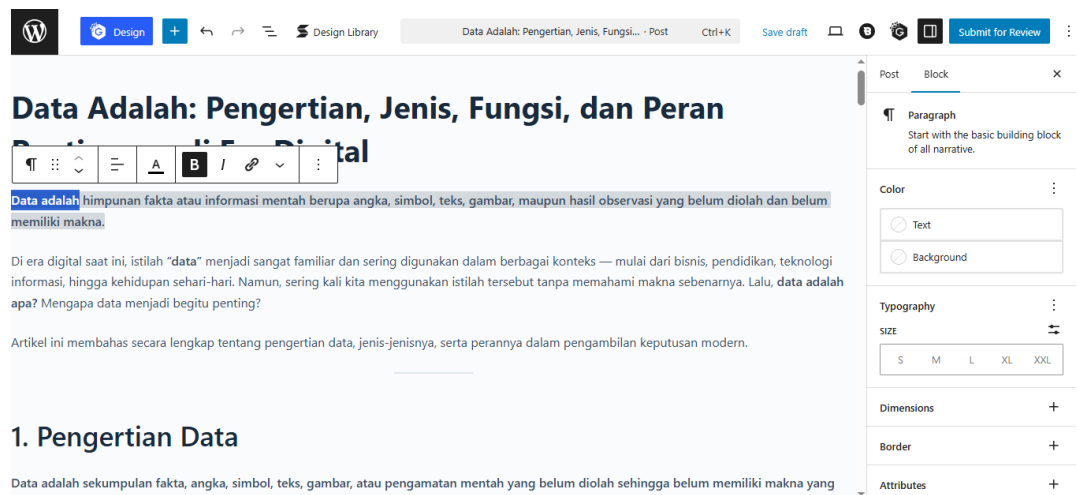 Design
Design Library
Data Adalah: Pengertian, Jenis, Fungsi... · Post Ctrl+K
Save draft
Submit for Review
Post Block
Paragraph
Start with the basic building block
of all narrative.
Color
Text
Background
Typography
SIZE
S M L XL XXL
Dimensions
Border
Attributes
Data Adalah: Pengertian, Jenis, Fungsi, dan Peran
A
B I
Data adalah himpunan fakta atau informasi mentah berupa angka, simbol, teks, gambar, maupun hasil observasi yang belum diolah dan belum
memiliki makna.
Di era digital saat ini, istilah “data” menjadi sangat familiar dan sering digunakan dalam berbagai konteks — mulai dari bisnis, pendidikan, teknologi
informasi, hingga kehidupan sehari-hari. Namun, sering kali kita menggunakan istilah tersebut tanpa memahami makna sebenarnya. Lalu, data adalah
apa? Mengapa data menjadi begitu penting?
Artikel ini membahas secara lengkap tentang pengertian data, jenis-jenisnya, serta perannya dalam pengambilan keputusan modern.
1. Pengertian Data
Data adalah sekumpulan fakta, angka, simbol, teks, gambar, atau pengamatan mentah yang belum diolah sehingga belum memiliki makna yang